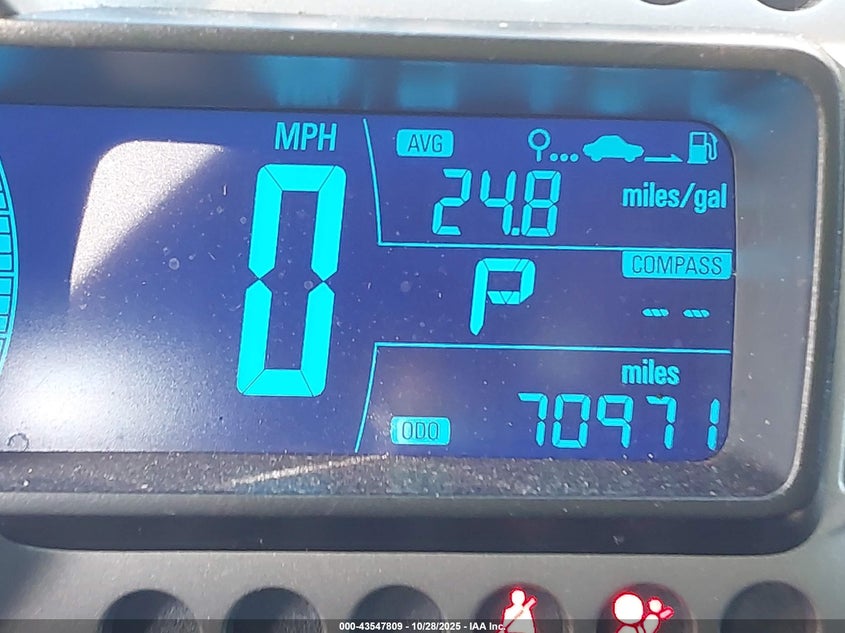 MPH
0
AVG
24.8
miles/gal
P
COMPASS
-- --
miles
ODO
70971
000-43547809 - 10/28/2025 - IAA Inc.